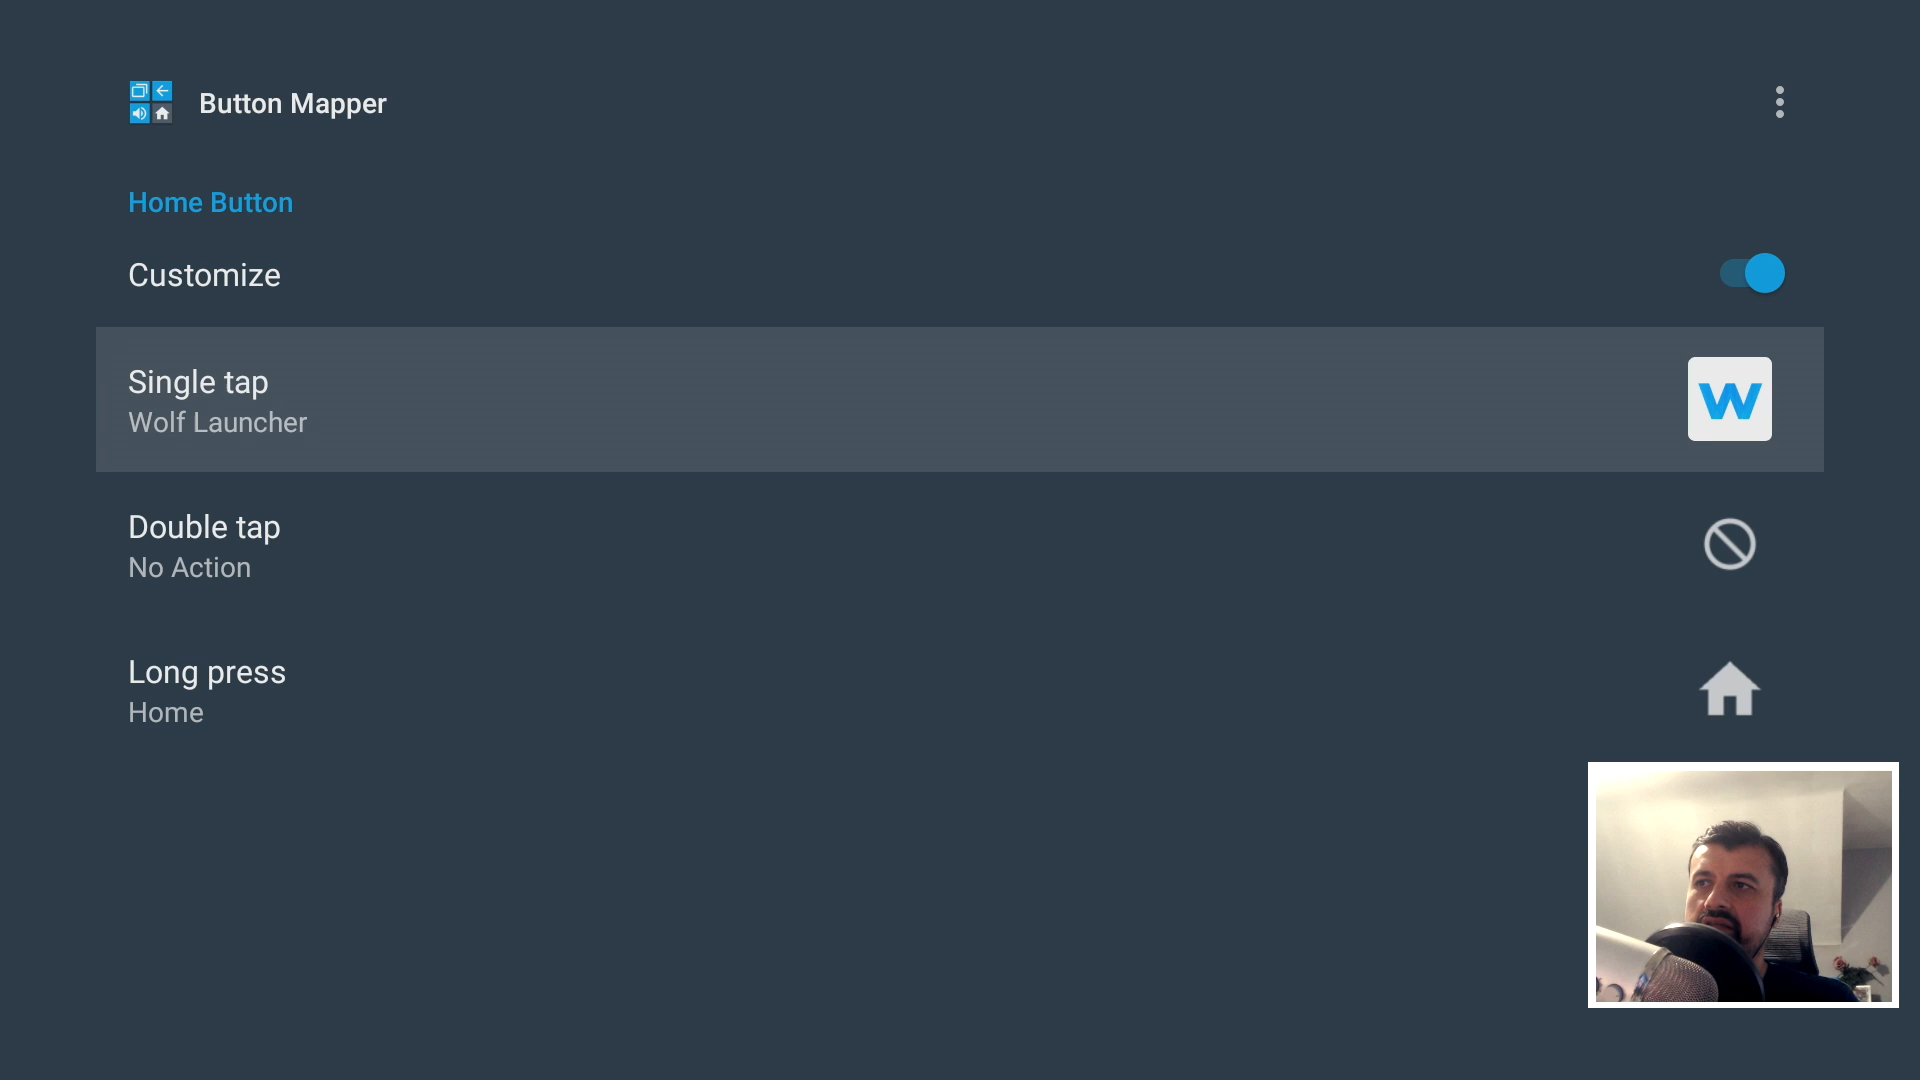 Button Mapper
Home Button
Customize
Single tap
Wolf Launcher
W
Double tap
No Action
Long press
Home